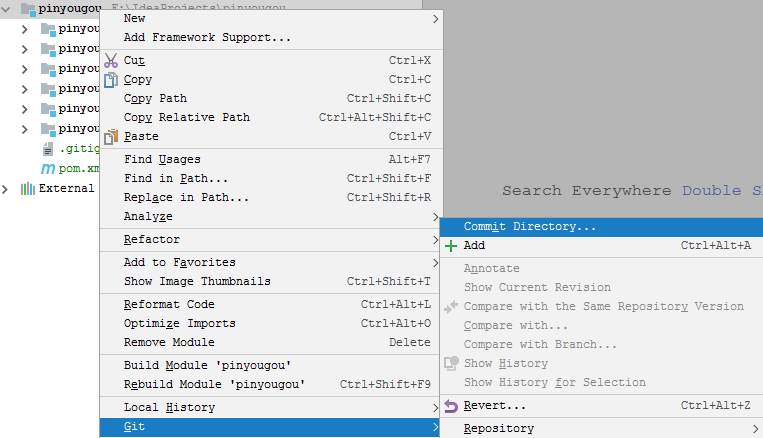 pinyougou E:\IdeaProjects\pinyougou
pinyou
pinyou
pinyou
pinyou
pinyou
pinyou
.gitig
pom.xm
External
New
Add Framework Support...
Cut Ctrl+X
Copy Ctrl+C
Copy Path Ctrl+Shift+C
Copy Relative Path Ctrl+Alt+Shift+C
Paste Ctrl+V
Find Usages Alt+F7
Find in Path... Ctrl+Shift+F
Replace in Path... Ctrl+Shift+R
Analyze
Refactor
Add to Favorites
Show Image Thumbnails Ctrl+Shift+T
Reformat Code Ctrl+Alt+L
Optimize Imports Ctrl+Alt+O
Remove Module Delete
Build Module 'pinyougou'
Rebuild Module 'pinyougou' Ctrl+Shift+F9
Local History
Git
Search Everywhere Double S
Commit Directory...
Add Ctrl+Alt+A
Annotate
Show Current Revision
Compare with the Same Repository Version
Compare with...
Compare with Branch...
Show History
Show History for Selection
Revert... Ctrl+Alt+Z
Repository